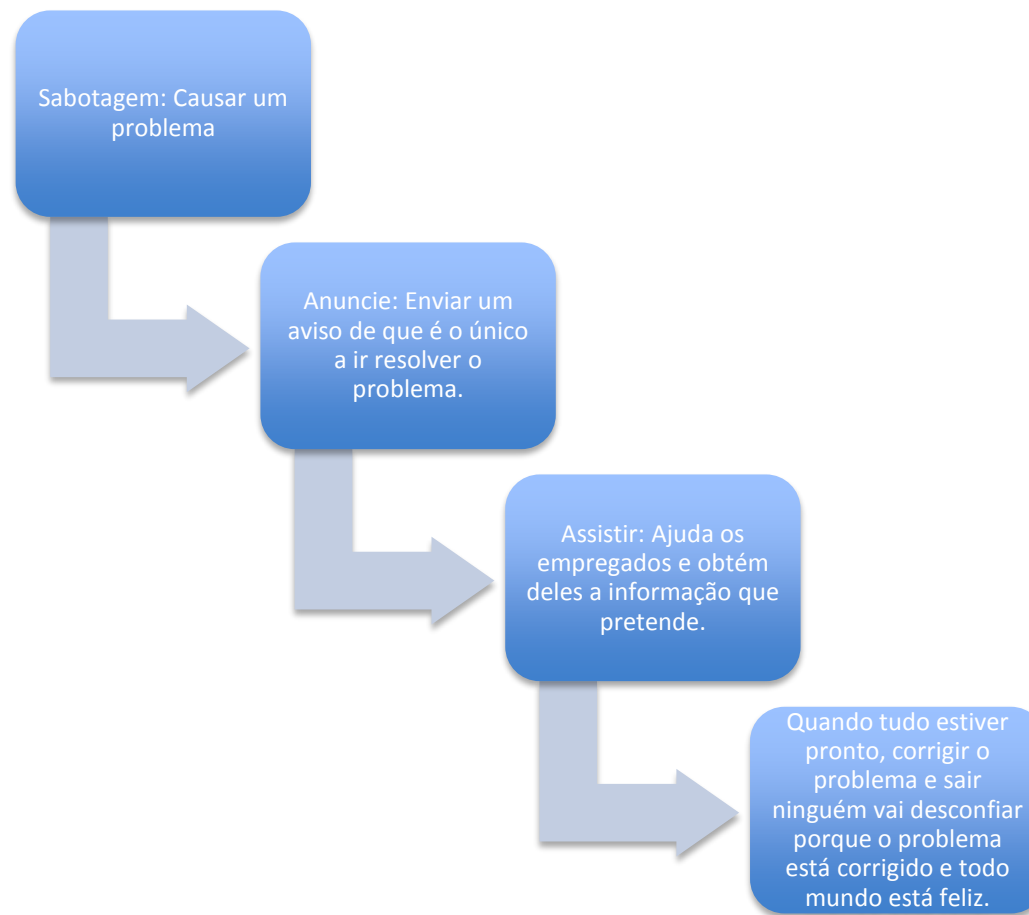 Sabotagem: Causar um
problema
Anuncie: Enviar um
aviso de que é o único
a ir resolver o
problema.
Assistir: Ajuda os
empregados e obtém
deles a informação que
pretende.
Quando tudo estiver
pronto, corrigir o
problema e sair
ninguém vai desconfiar
porque o problema
está corrigido e todo
mundo está feliz.